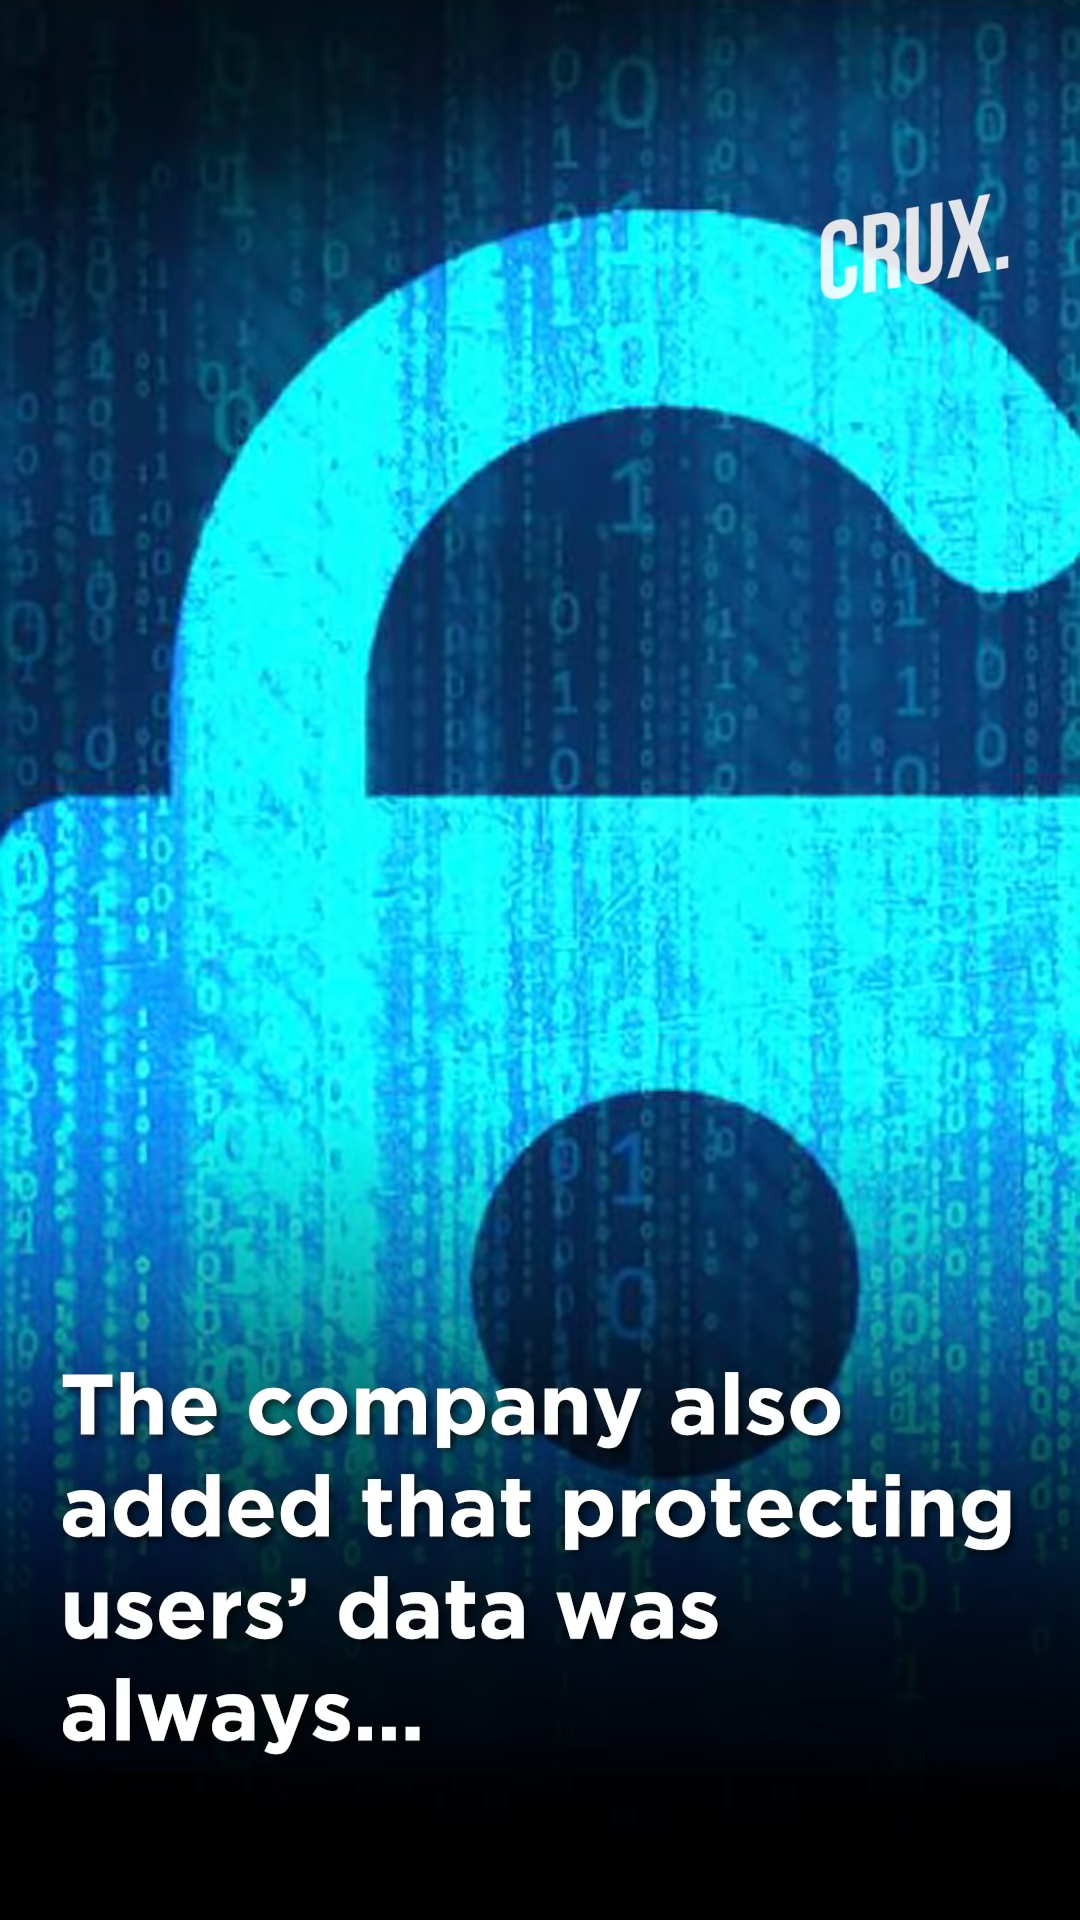 CRUX.
The company also
added that protecting
users’ data was
always...